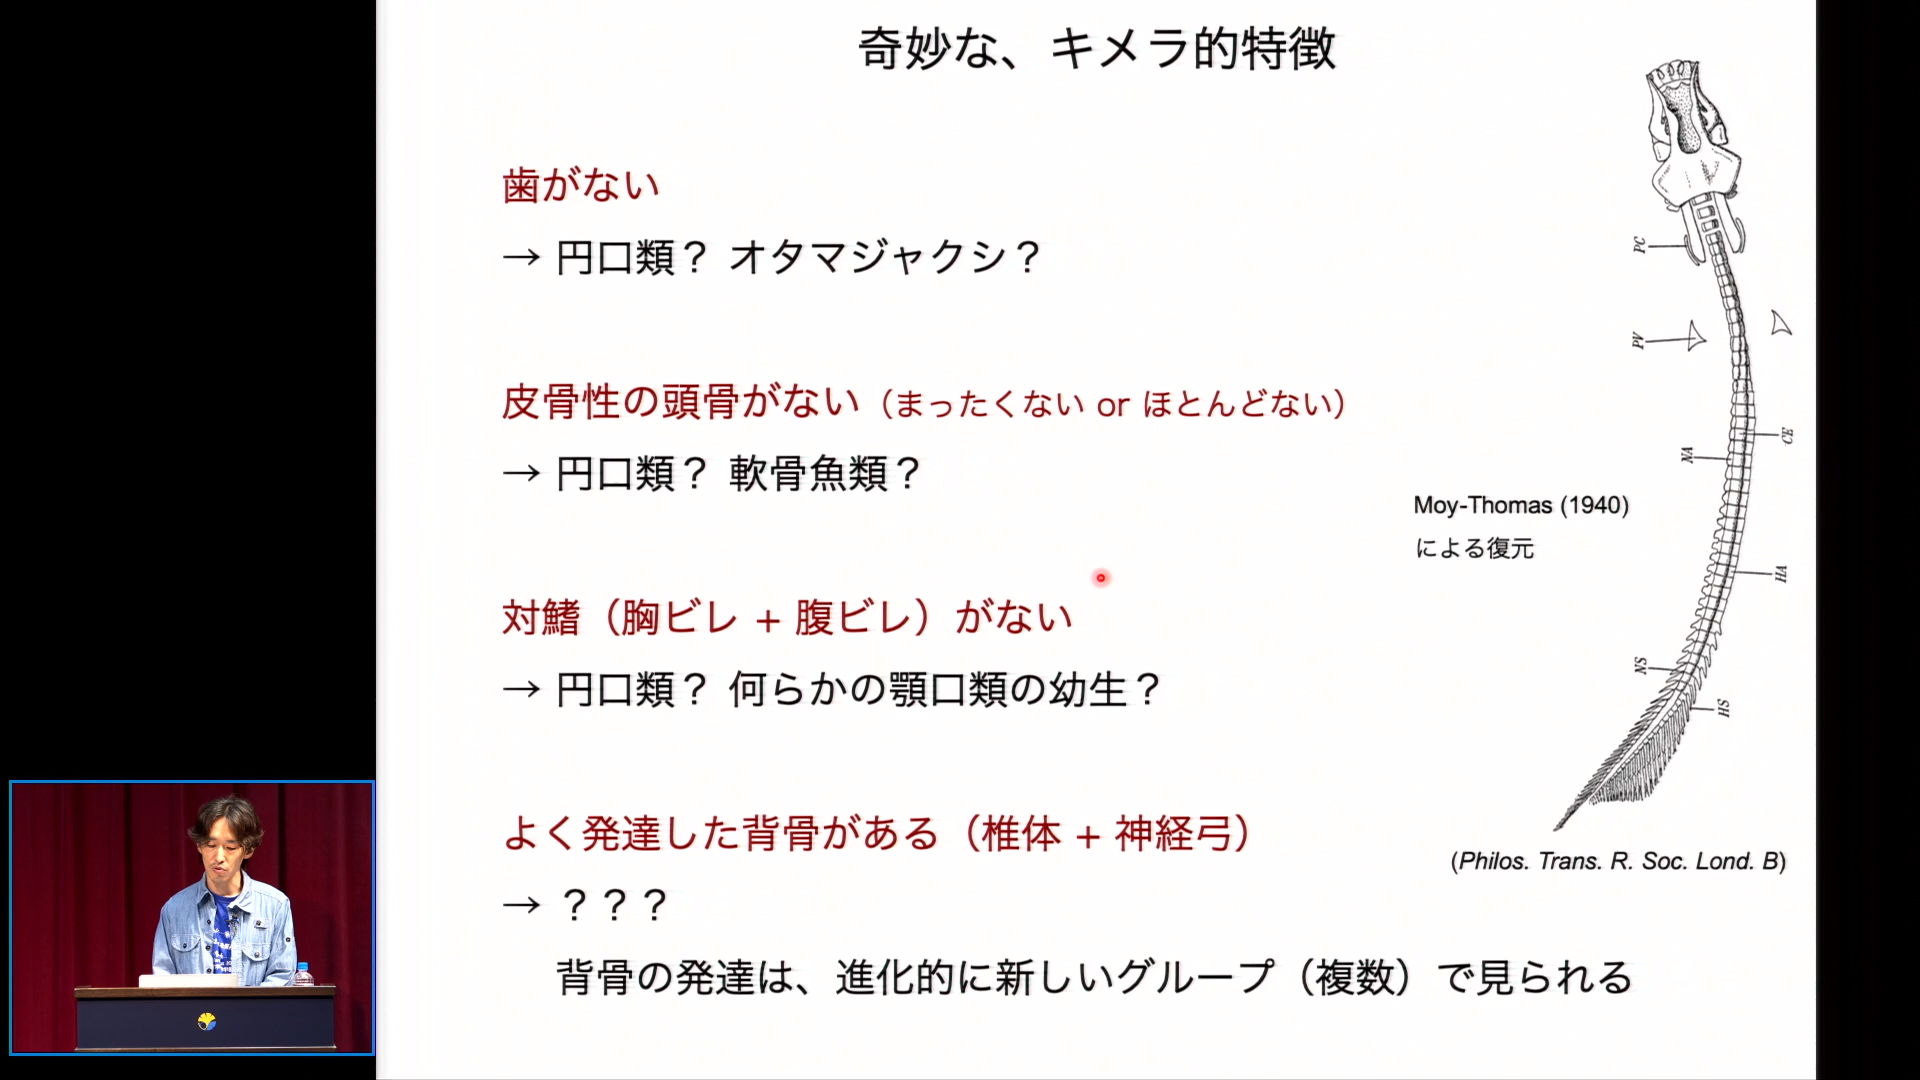 奇妙な、キメラ的特徴
歯がない
→ 円口類？ オタマジャクシ？
皮骨性の頭骨がない（まったくない or ほとんどない）
→ 円口類？ 軟骨魚類？
対鰭（胸ビレ + 腹ビレ）がない
→ 円口類？ 何らかの顎口類の幼生？
よく発達した背骨がある（椎体 + 神経弓）
→ ？？？
背骨の発達は、進化的に新しいグループ（複数）で見られる
PC
PV
CE
NA
Moy-Thomas (1940)
による復元
HA
NS
HS
(Philos. Trans. R. Soc. Lond. B)